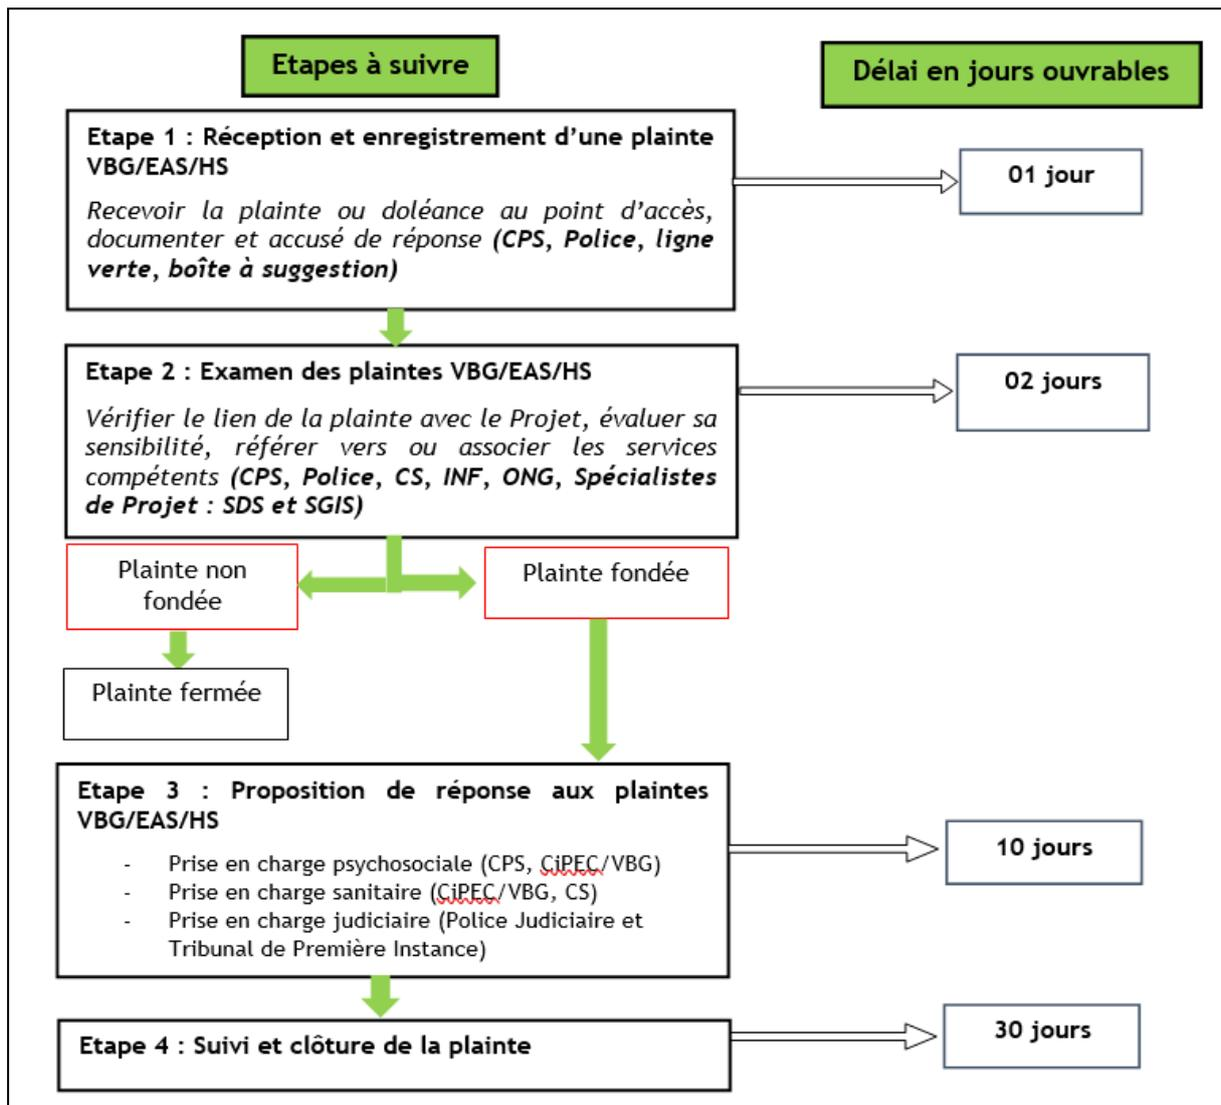 Etapes à suivre
Délai en jours ouvrables
Etape 1 : Réception et enregistrement d’une plainte
VBG/EAS/HS
Recevoir la plainte ou doléance au point d’accès,
documenter et accusé de réponse (CPS, Police, ligne
verte, boîte à suggestion)
01 jour
Etape 2 : Examen des plaintes VBG/EAS/HS
Vérifier le lien de la plainte avec le Projet, évaluer sa
sensibilité, référer vers ou associer les services
compétents (CPS, Police, CS, INF, ONG, Spécialistes
de Projet : SDS et SGIS)
02 jours
Plainte non
fondée
Plainte fondée
Plainte fermée
Etape 3 : Proposition de réponse aux plaintes
VBG/EAS/HS
- Prise en charge psychosociale (CPS, CiPEC/VBG)
- Prise en charge sanitaire (CiPEC/VBG, CS)
- Prise en charge judiciaire (Police Judiciaire et
Tribunal de Première Instance)
10 jours
Etape 4 : Suivi et clôture de la plainte
30 jours